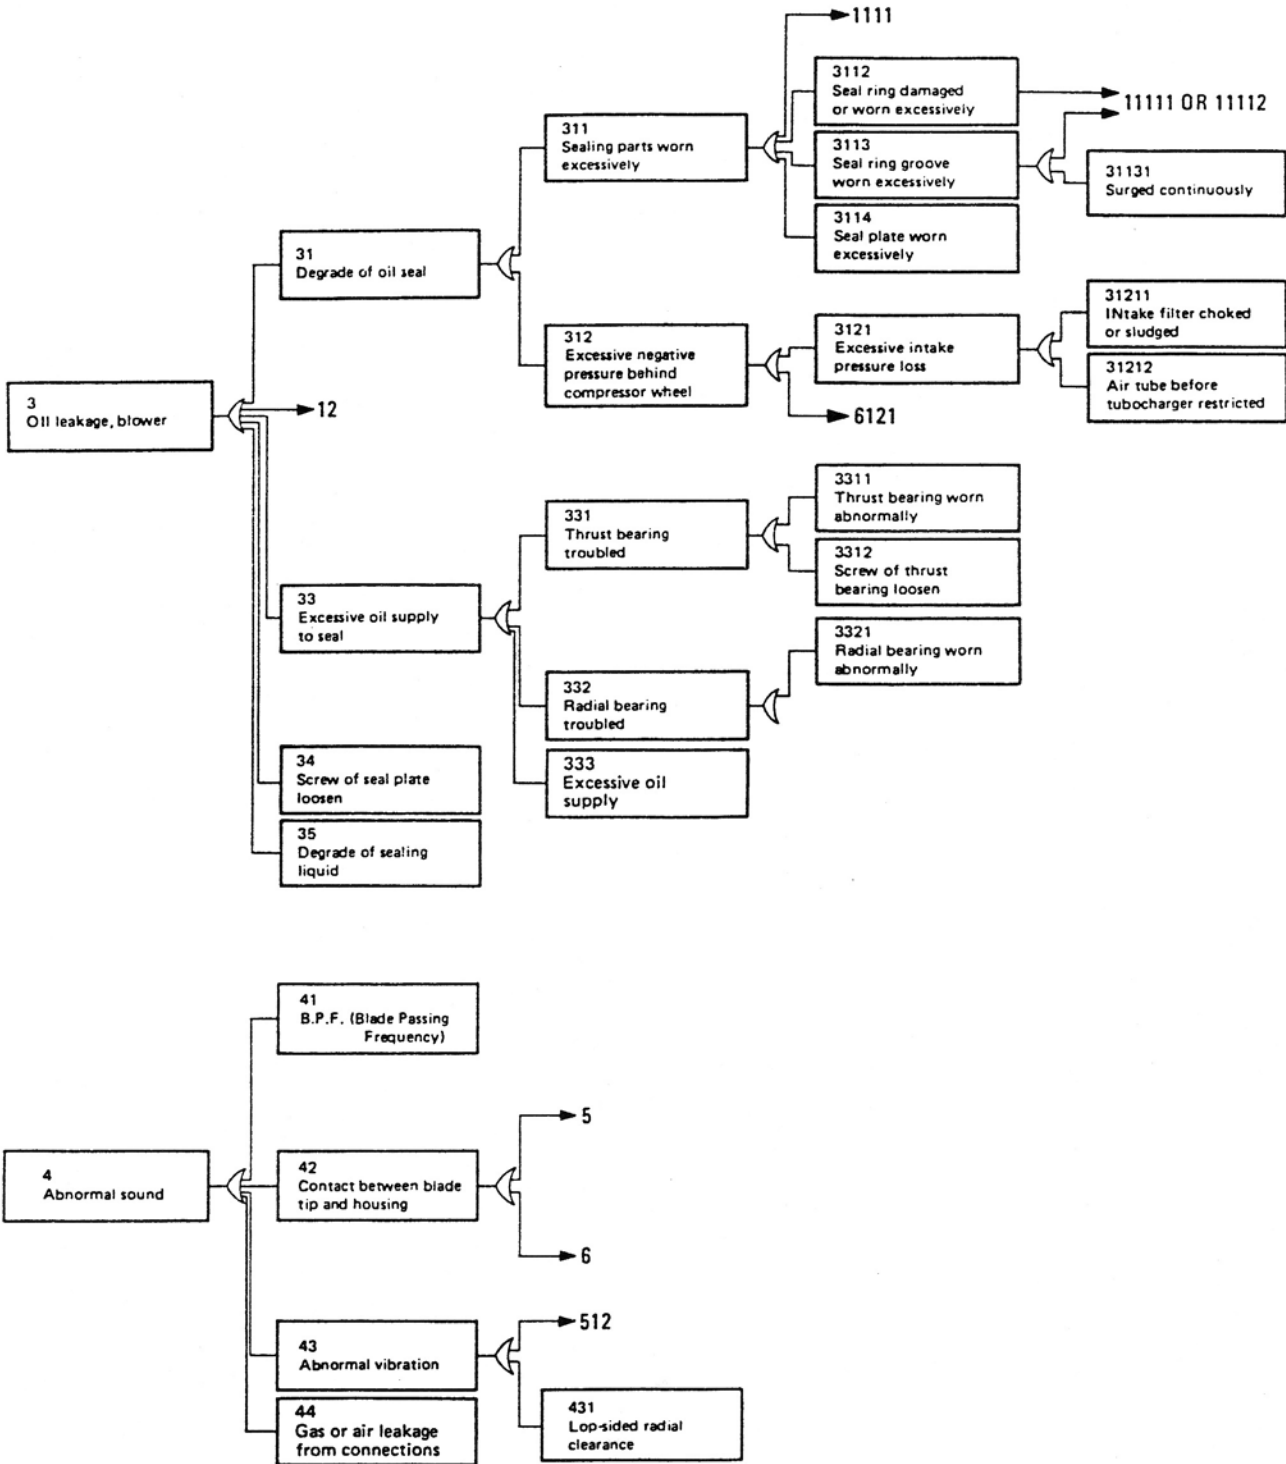 1111
3112
Seal ring damaged
or worn excessively
11111 OR 11112
311
Sealing parts worn
excessively
3113
Seal ring groove
worn excessively
31131
Surged continuously
3114
Seal plate worn
excessively
31
Degrade of oil seal
312
Excessive negative
pressure behind
compressor wheel
3121
Excessive intake
pressure loss
31211
INtake filter choked
or sludged
31212
Air tube before
tubocharger restricted
6121
3
OIl leakage, blower
12
331
Thrust bearing
troubled
3311
Thrust bearing worn
abnormally
3312
Screw of thrust
bearing loosen
33
Excessive oil supply
to seal
3321
Radial bearing worn
abnormally
332
Radial bearing
troubled
333
Excessive oil
supply
34
Screw of seal plate
loosen
35
Degrade of sealing
liquid
41
B.P.F. (Blade Passing
Frequency)
5
4
Abnormal sound
42
Contact between blade
tip and housing
6
512
43
Abnormal vibration
431
Lop-sided radial
clearance
44
Gas or air leakage
from connections